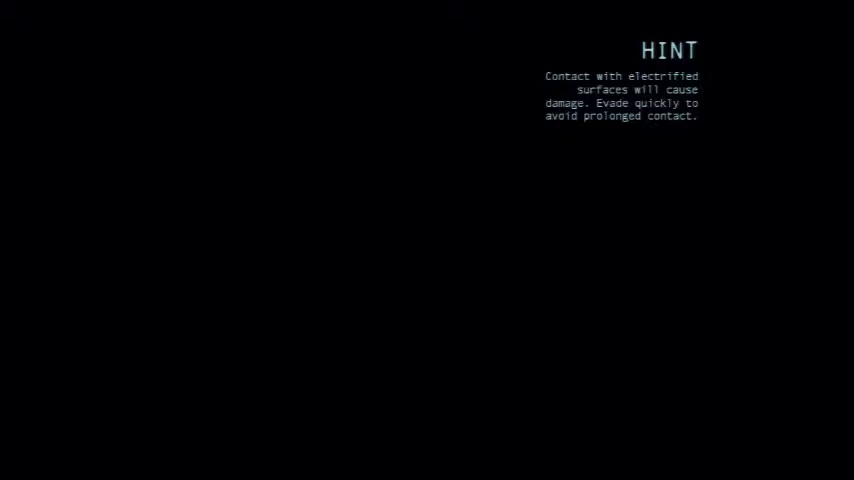 HINT
Contact with electrified
surfaces will cause
damage. Evade quickly to
avoid prolonged contact.